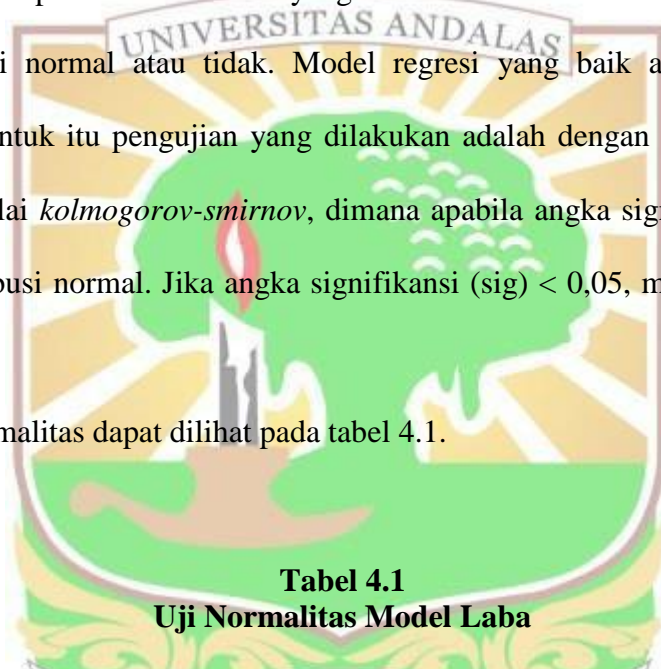 UNIVERSITAS ANDALAS
i normal atau tidak. Model regresi yang baik a
ntuk itu pengujian yang dilakukan adalah dengan
lai kolmogorov-smirnov, dimana apabila angka sign
busi normal. Jika angka signifikansi (sig) < 0,05, m
malitas dapat dilihat pada tabel 4.1.
Tabel 4.1
Uji Normalitas Model Laba